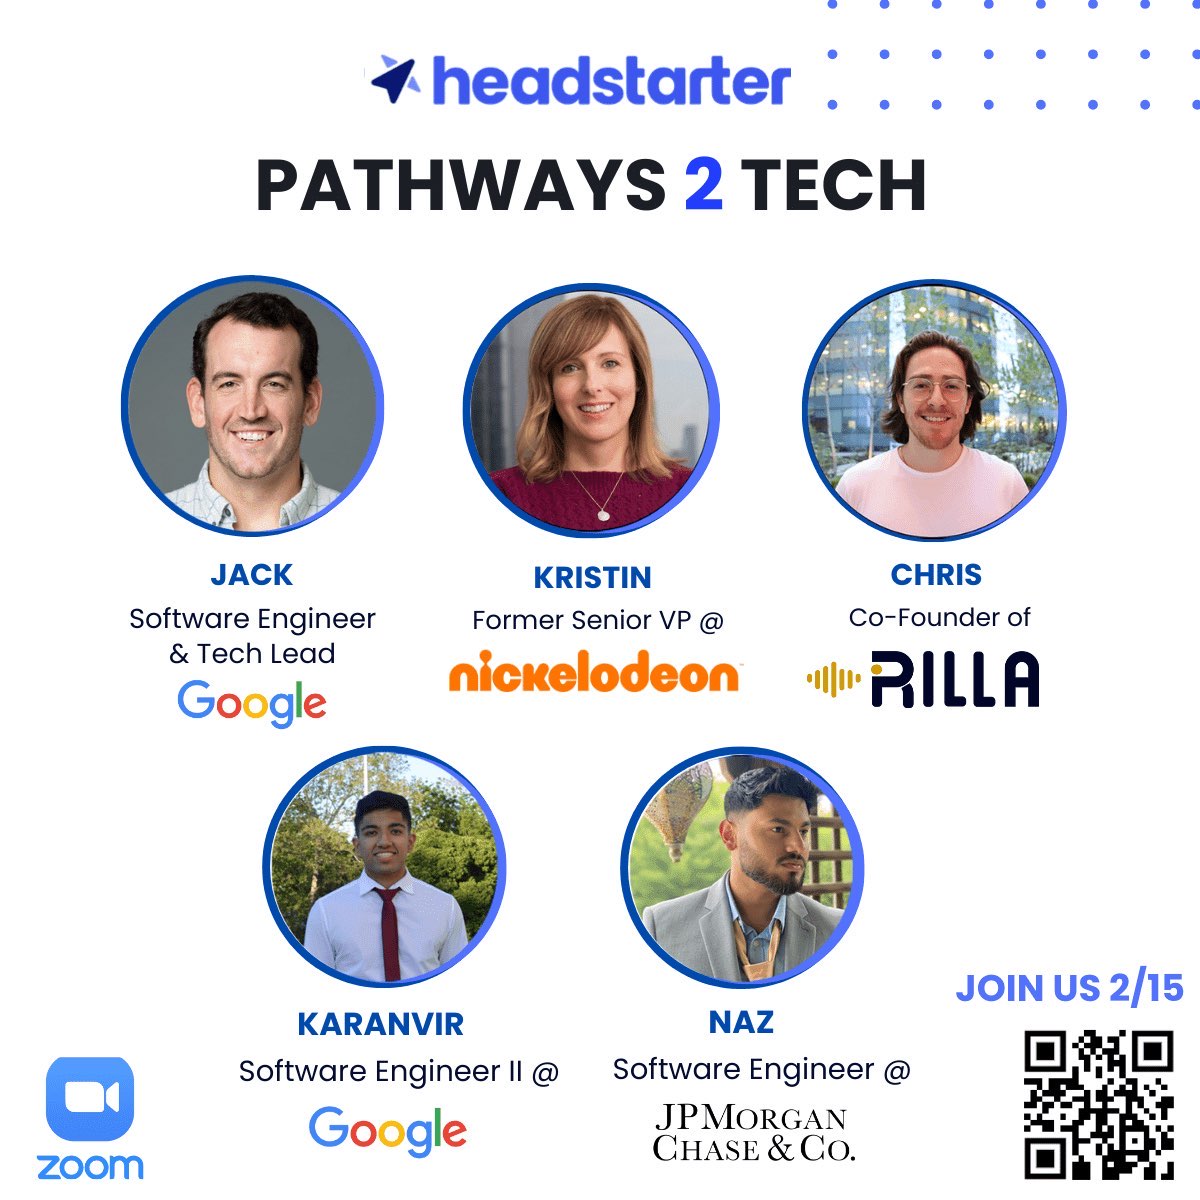 headstarter
PATHWAYS 2 TECH
JACK
Software Engineer
& Tech Lead
Google
KRISTIN
Former Senior VP @
nickelodeon
CHRIS
Co-Founder of
RILLA
KARANVIR
Software Engineer II @
Google
NAZ
Software Engineer @
JPMORGAN
CHASE & CO.
JOIN US 2/15
zoom